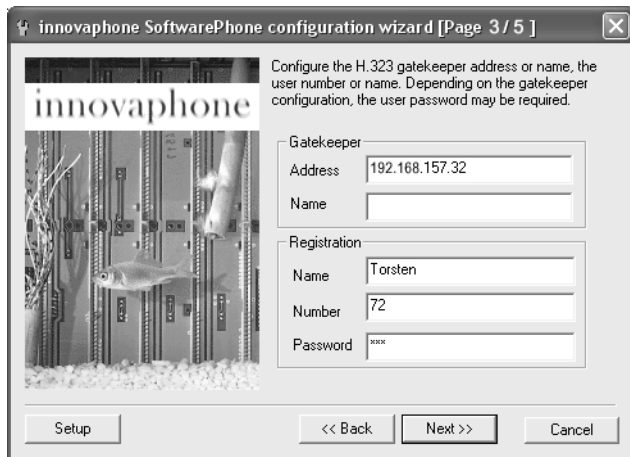 innovaphone SoftwarePhone configuration wizard [Page 3 / 5 ]
innovaphone
Configure the H.323 gatekeeper address or name, the
user number or name. Depending on the gatekeeper
configuration, the user password may be required.
Gatekeeper
Address 192.168.157.32
Name
Registration
Name Torsten
Number 72
Password ×××
Setup << Back Next >> Cancel